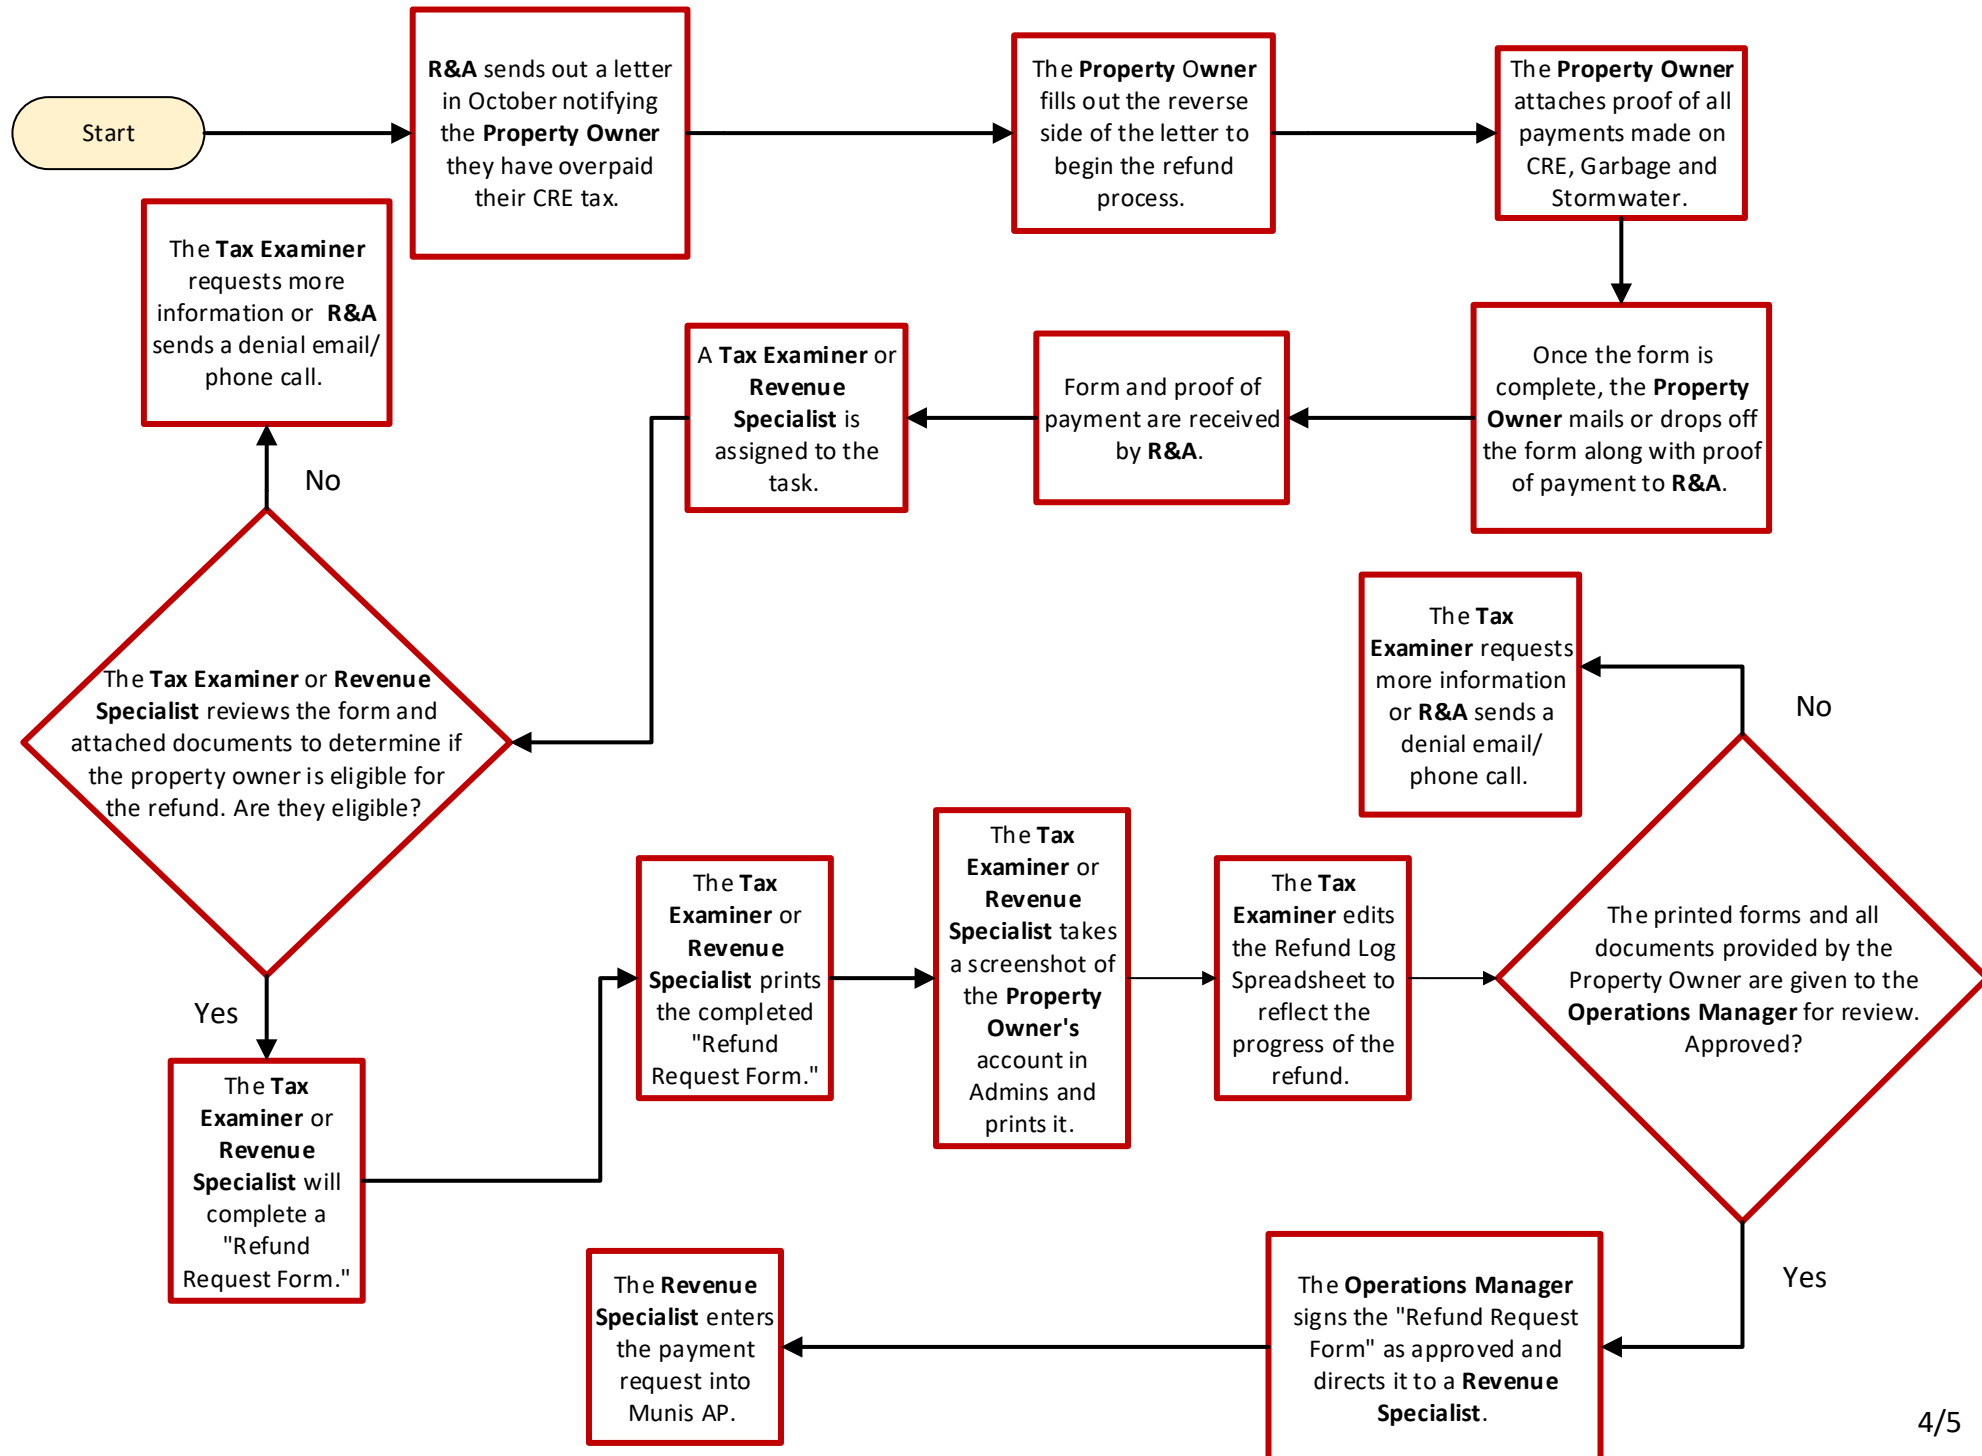 Start
R&A sends out a letter
in October notifying
the Property Owner
they have overpaid
their CRE tax.
The Property Owner
fills out the reverse
side of the letter to
begin the refund
process.
The Property Owner
attaches proof of all
payments made on
CRE, Garbage and
Stormwater.
Once the form is
complete, the Property
Owner mails or drops off
the form along with proof
of payment to R&A.
Form and proof of
payment are received
by R&A.
A Tax Examiner or
Revenue
Specialist is
assigned to the
task.
The Tax Examiner or Revenue
Specialist reviews the form and
attached documents to determine if
the property owner is eligible for
the refund. Are they eligible?
No
The Tax Examiner
requests more
information or R&A
sends a denial email/
phone call.
Yes
The Tax
Examiner or
Revenue
Specialist will
complete a
"Refund
Request Form."
The Tax
Examiner or
Revenue
Specialist prints
the completed
"Refund
Request Form."
The Tax
Examiner or
Revenue
Specialist takes
a screenshot of
the Property
Owner's
account in
Admins and
prints it.
The Tax
Examiner edits
the Refund Log
Spreadsheet to
reflect the
progress of the
refund.
The printed forms and all
documents provided by the
Property Owner are given to the
Operations Manager for review.
Approved?
No
The Tax
Examiner requests
more information
or R&A sends a
denial email/
phone call.
Yes
The Operations Manager
signs the "Refund Request
Form" as approved and
directs it to a Revenue
Specialist.
The Revenue
Specialist enters
the payment
request into
Munis AP.
4/5